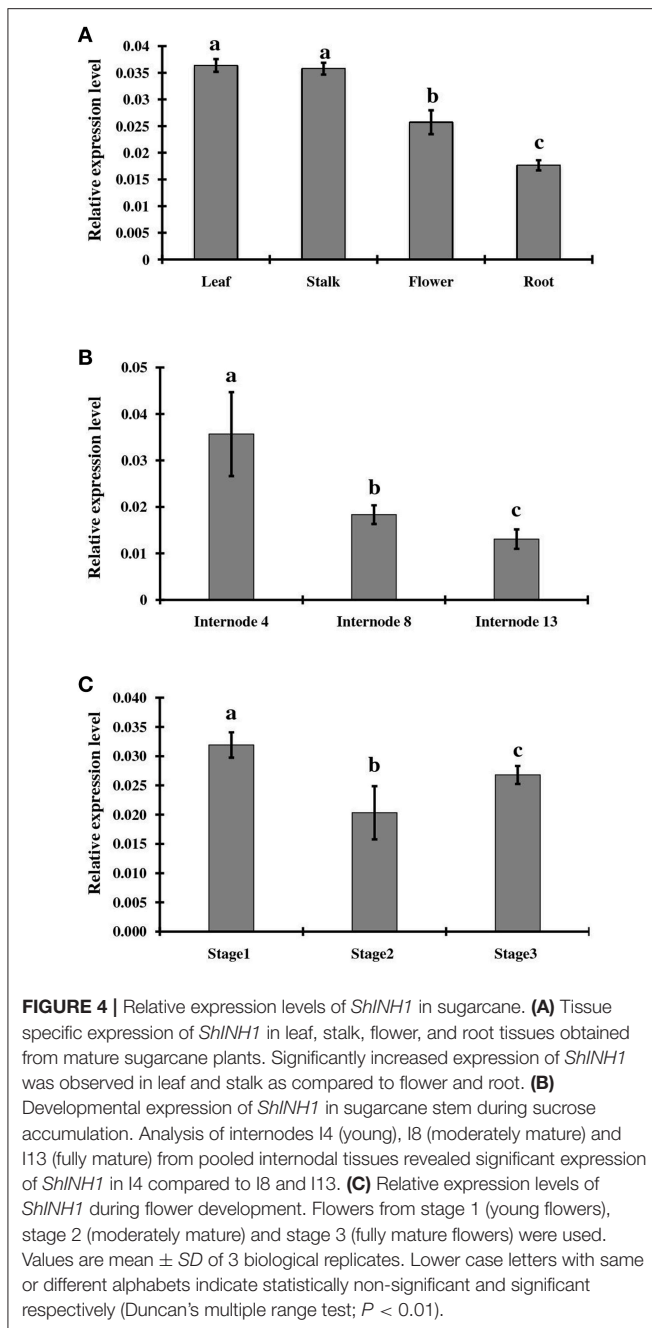 A
Relative expression level
0.04
0.035
0.03
0.025
0.02
0.015
0.01
0.005
0
a
a
b
c
Leaf Stalk Flower Root
B
Relative expression level
0.05
0.04
0.03
0.02
0.01
0
a
b
c
Internode 4 Internode 8 Internode 13
C
Relative expression level
0.040
0.035
0.030
0.025
0.020
0.015
0.010
0.005
0.000
a
b
c
Stage1 Stage2 Stage3
FIGURE 4 | Relative expression levels of ShINH1 in sugarcane. (A) Tissue
specific expression of ShINH1 in leaf, stalk, flower, and root tissues obtained
from mature sugarcane plants. Significantly increased expression of ShINH1
was observed in leaf and stalk as compared to flower and root. (B)
Developmental expression of ShINH1 in sugarcane stem during sucrose
accumulation. Analysis of internodes I4 (young), I8 (moderately mature) and
I13 (fully mature) from pooled internodal tissues revealed significant expression
of ShINH1 in I4 compared to I8 and I13. (C) Relative expression levels of
ShINH1 during flower development. Flowers from stage 1 (young flowers),
stage 2 (moderately mature) and stage 3 (fully mature flowers) were used.
Values are mean ± SD of 3 biological replicates. Lower case letters with same
or different alphabets indicate statistically non-significant and significant
respectively (Duncan's multiple range test; P < 0.01).